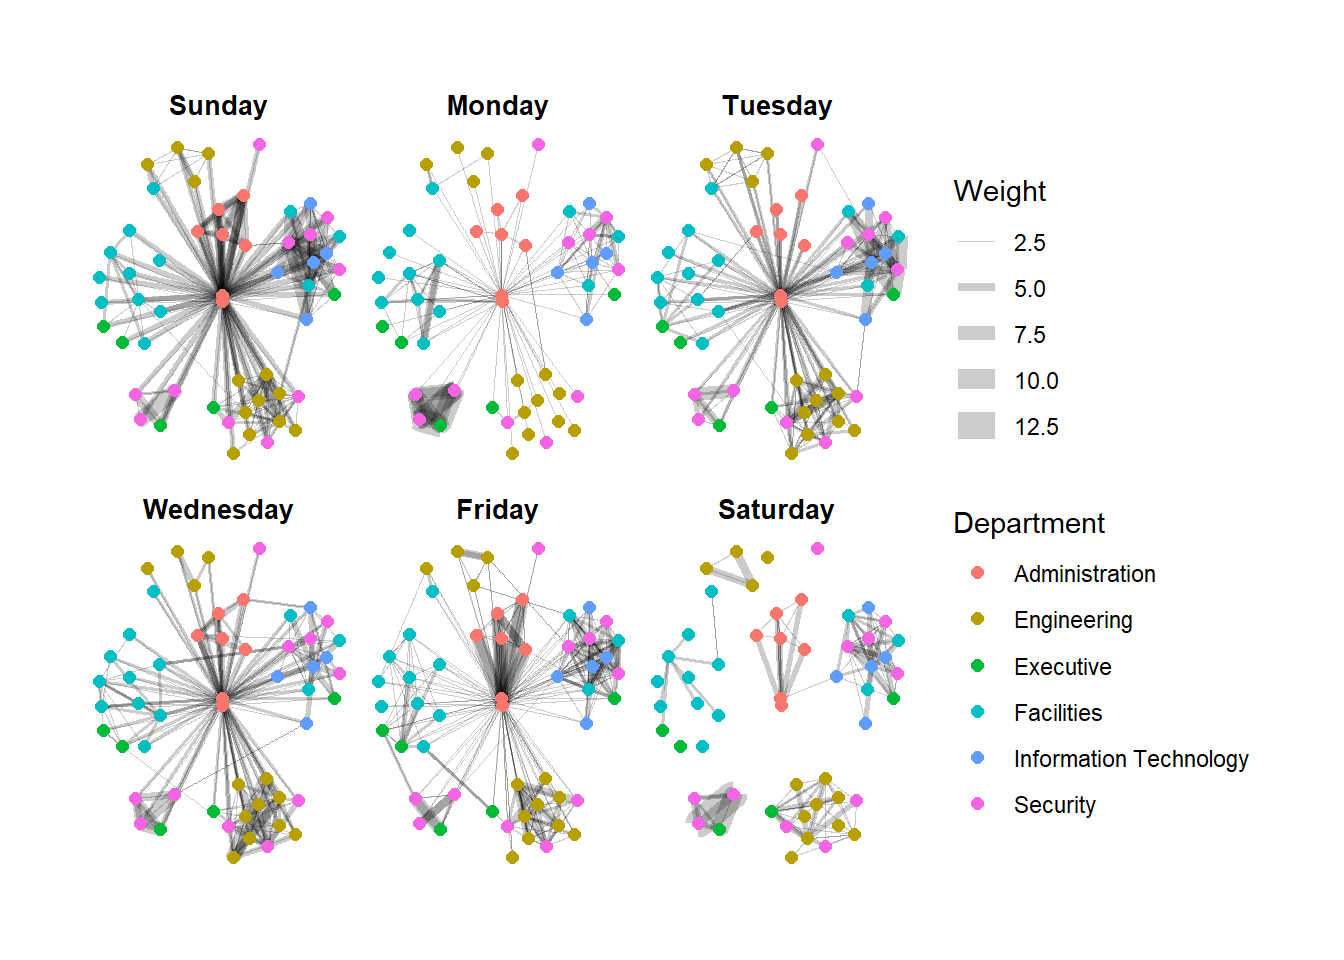 Sunday
Monday
Tuesday
Wednesday
Friday
Saturday
Weight
2.5
5.0
7.5
10.0
12.5
Department
Administration
Engineering
Executive
Facilities
Information Technology
Security